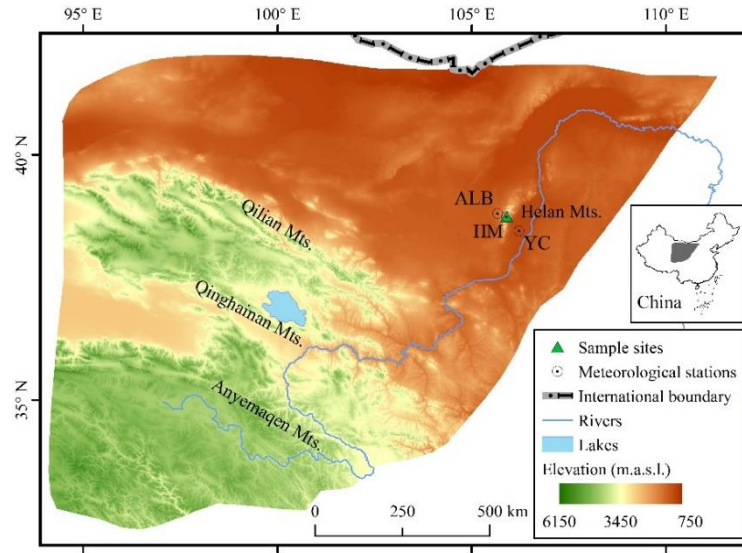 95° E
100° E
105° E
110° E
40° N
35° N
ALB
Helan Mts.
IIM
YC
Qilian Mts.
Qinghainan Mts.
Anyemaqen Mts.
China
Sample sites
Meteorological stations
International boundary
Rivers
Lakes
Elevation (m.a.s.l.)
6150 3450 750
0 250 500 km